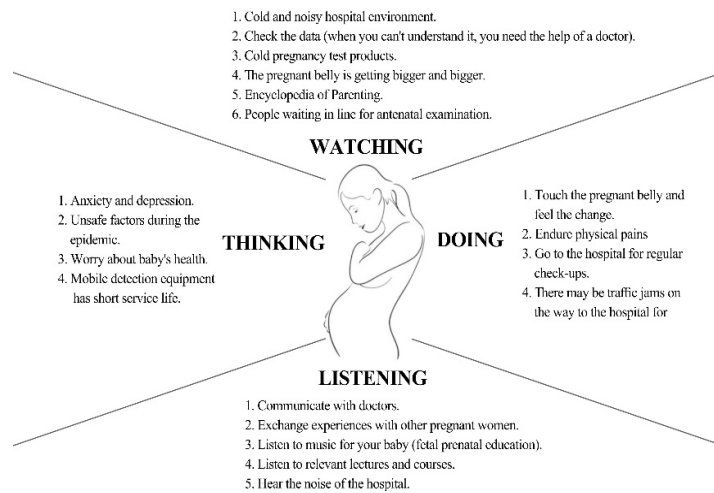 1. Cold and noisy hospital environment.
2. Check the data (when you can't understand it, you need the help of a doctor).
3. Cold pregnancy test products.
4. The pregnant belly is getting bigger and bigger.
5. Encyclopedia of Parenting.
6. People waiting in line for antenatal examination.
WATCHING
1. Anxiety and depression.
2. Unsafe factors during the
epidemic.
3. Worry about baby's health.
4. Mobile detection equipment
has short service life.
THINKING
DOING
1. Touch the pregnant belly and
feel the change.
2. Endure physical pains
3. Go to the hospital for regular
check-ups.
4. There may be traffic jams on
the way to the hospital for
LISTENING
1. Communicate with doctors.
2. Exchange experiences with other pregnant women.
3. Listen to music for your baby (fetal prenatal education).
4. Listen to relevant lectures and courses.
5. Hear the noise of the hospital.